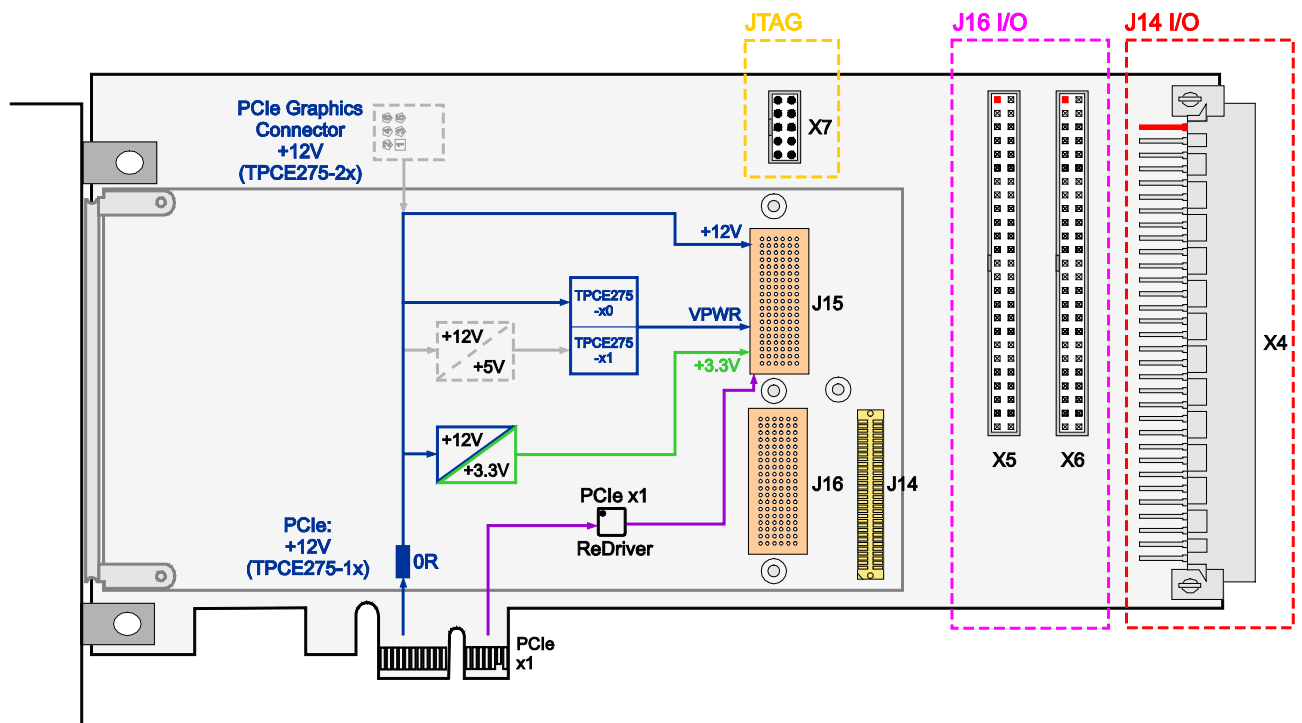 JTAG
J16 I/O
J14 I/O
PCIe Graphics
Connector
+12V
(TPCE275-2x)
X7
+12V
TPCE275
-x0
VPWR
J15
+12V
+5V
TPCE275
-x1
+3.3V
X4
+12V
+3.3V
X5
X6
PCIe x1
J16
J14
ReDriver
PCIe:
+12V
(TPCE275-1x)
0R
PCIe
x1